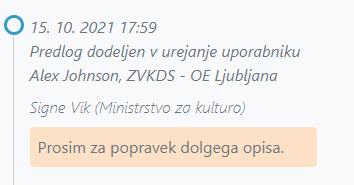 15. 10. 2021 17:59
Predlog dodeljen v urejanje uporabniku
Alex Johnson, ZVKDS - OE Ljubljana
Signe Vik (Ministrstvo za kulturo)
Prosim za popravek dolgega opisa.